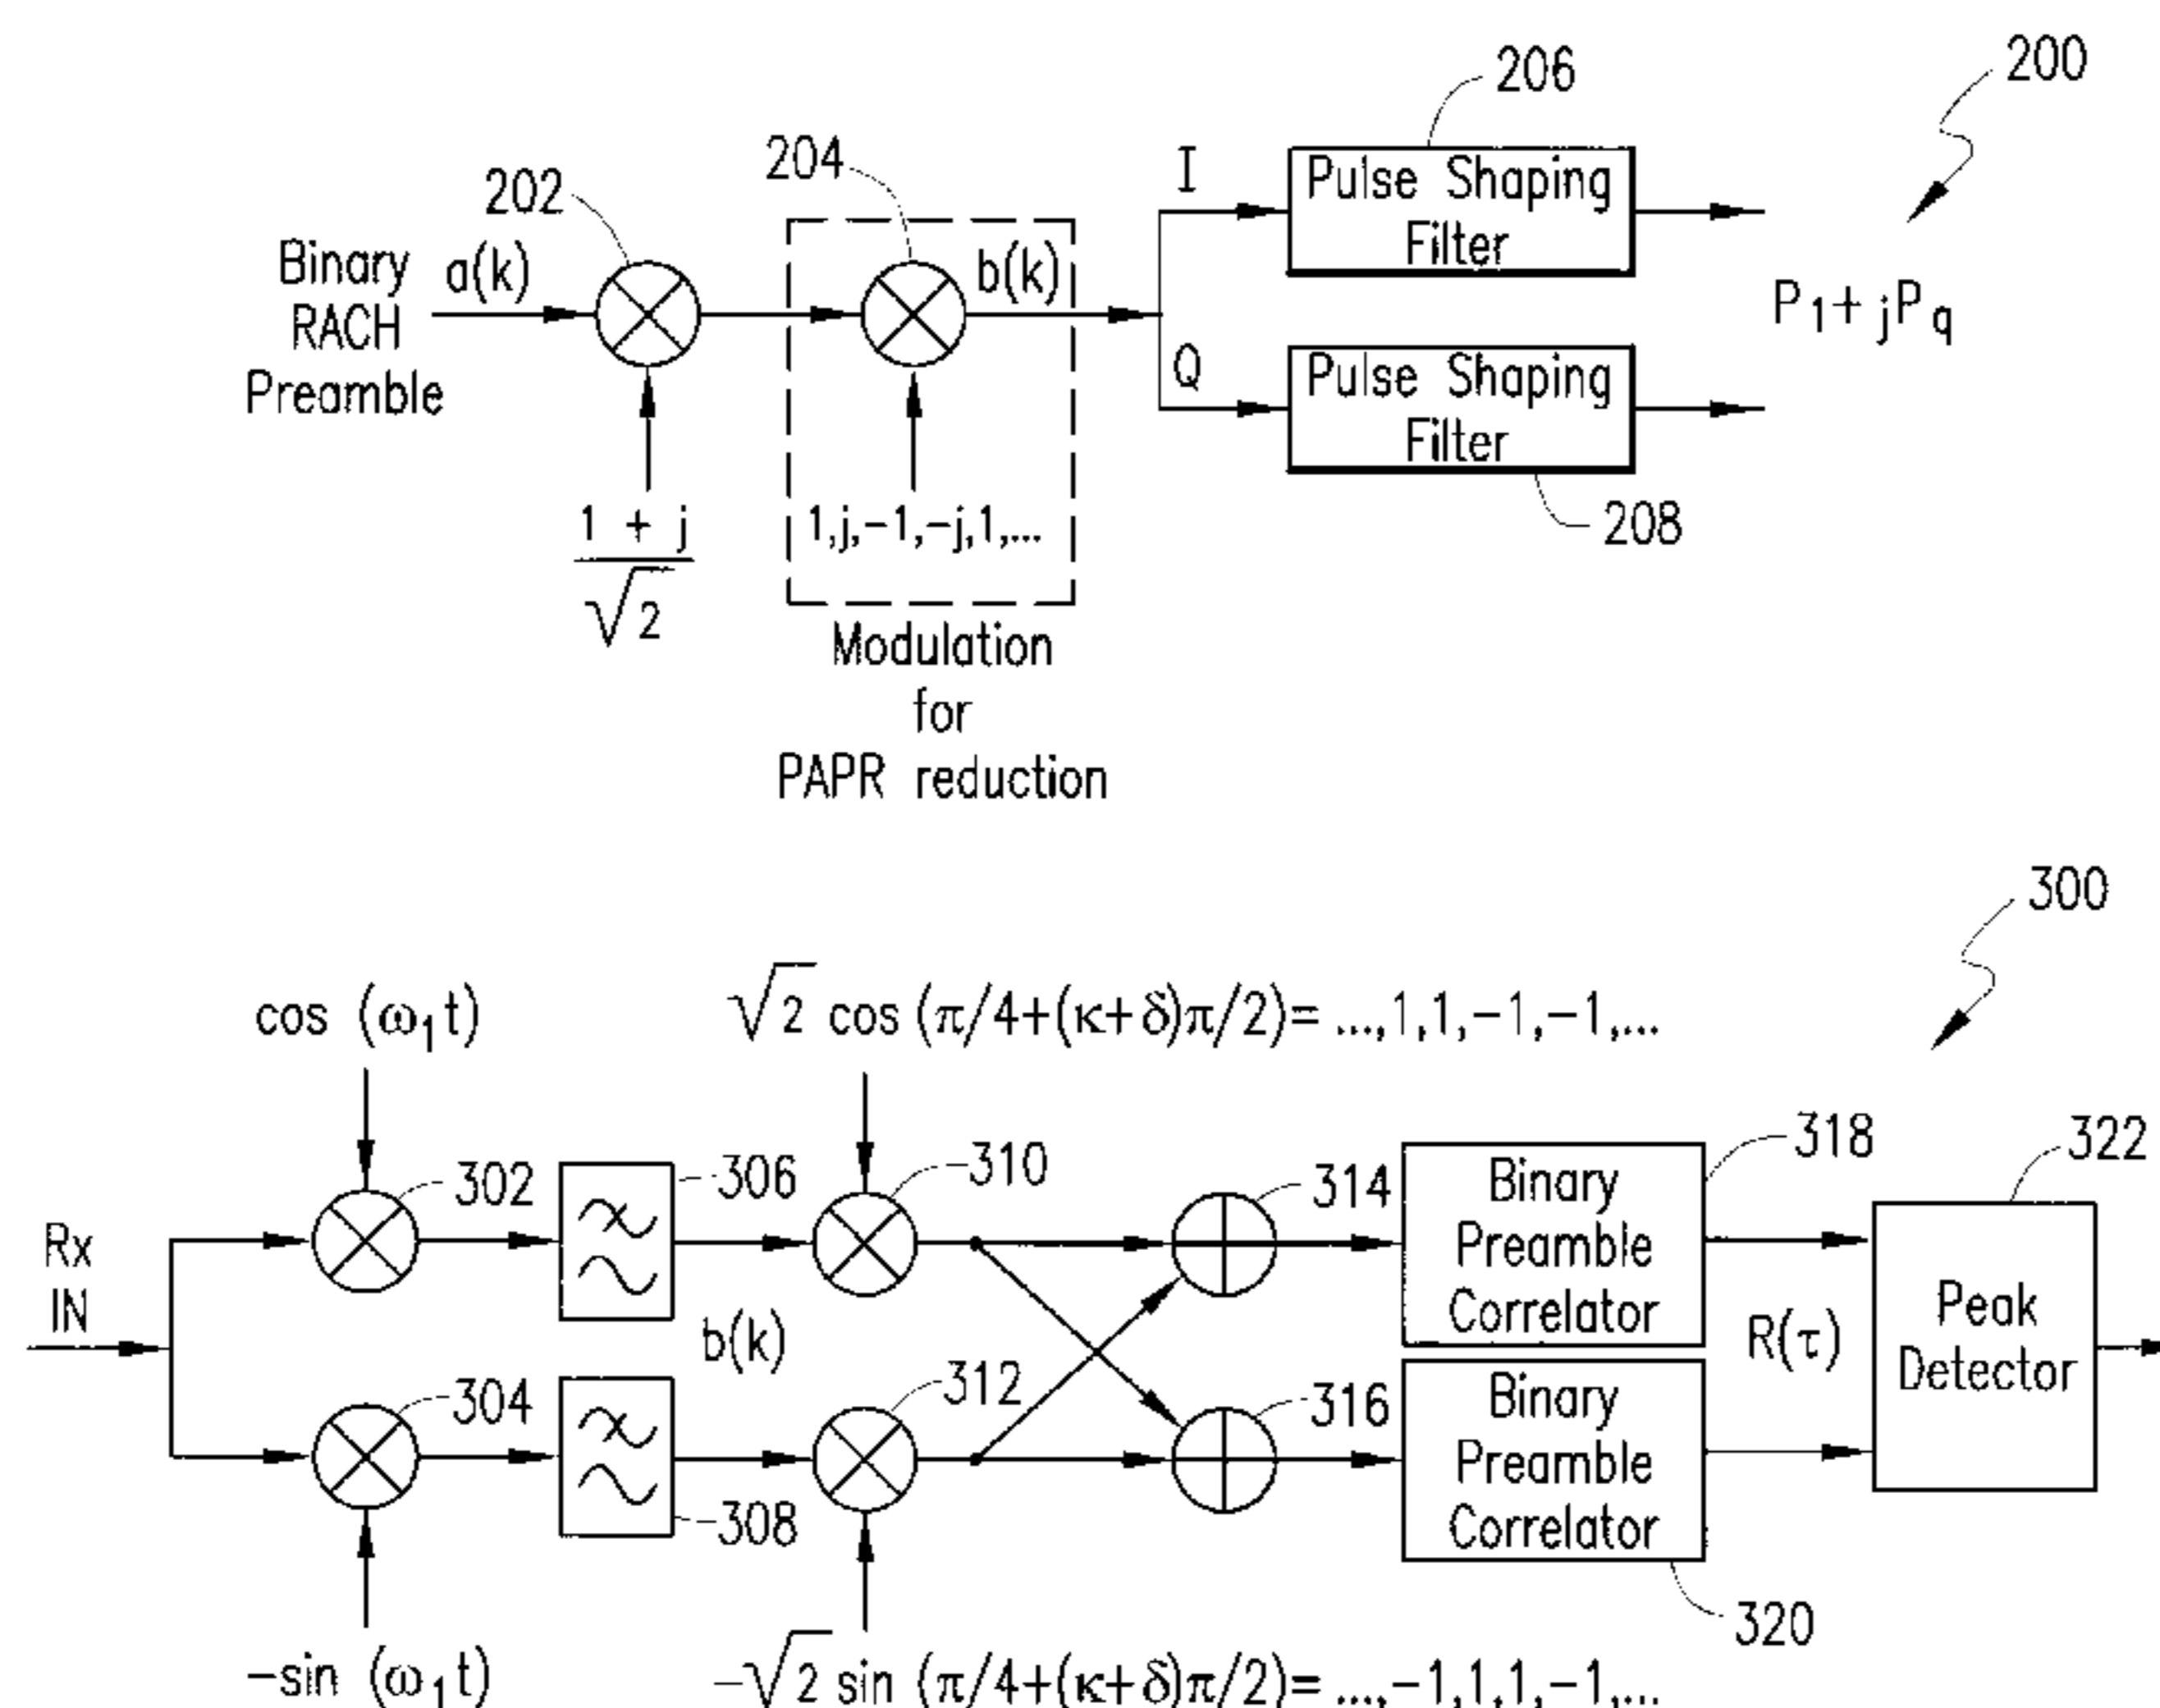 206
200
204
202
I
Pulse Shaping
Filter
Binary
RACH
Preamble
a(k)
b(k)
P1+ jPq
Q
Pulse Shaping
Filter
208
1 + j
√2
1,j,-1,-j,1,...
Modulation
for
PAPR reduction
300
cos (ω1t)
√2 cos (π/4+(κ+δ)π/2)= ...,1,1,-1,-1,...
302
306
310
314
318
322
Rx
IN
Binary
Preamble
Correlator
b(k)
R(τ)
Peak
Detector
304
308
312
316
Binary
Preamble
Correlator
320
-sin (ω1t)
-√2 sin (π/4+(κ+δ)π/2)= ...,-1,1,1,-1,...